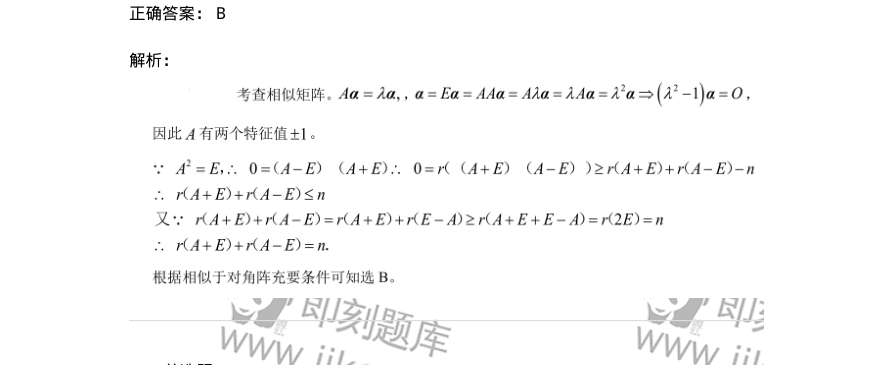 正确答案： B
解析：
考查相似矩阵。Aα = λα, , α = Eα = AAα = Aλα = λAα = λ²α ⇒ (λ² −1)α = O ,
因此 A 有两个特征值 ±1 。
∵ A² = E,∴ 0 =(A − E) (A + E)∴ 0 = r( (A + E) (A − E) ) ≥ r(A + E)+ r(A − E) − n
∴ r(A + E)+ r(A − E) ≤ n
又∵ r(A + E)+ r(A − E) = r(A + E)+ r(E − A) ≥ r(A + E + E − A) = r(2E) = n
∴ r(A + E)+ r(A − E) = n.
根据相似于对角阵充要条件可知选 B。
即刻题库
www
www